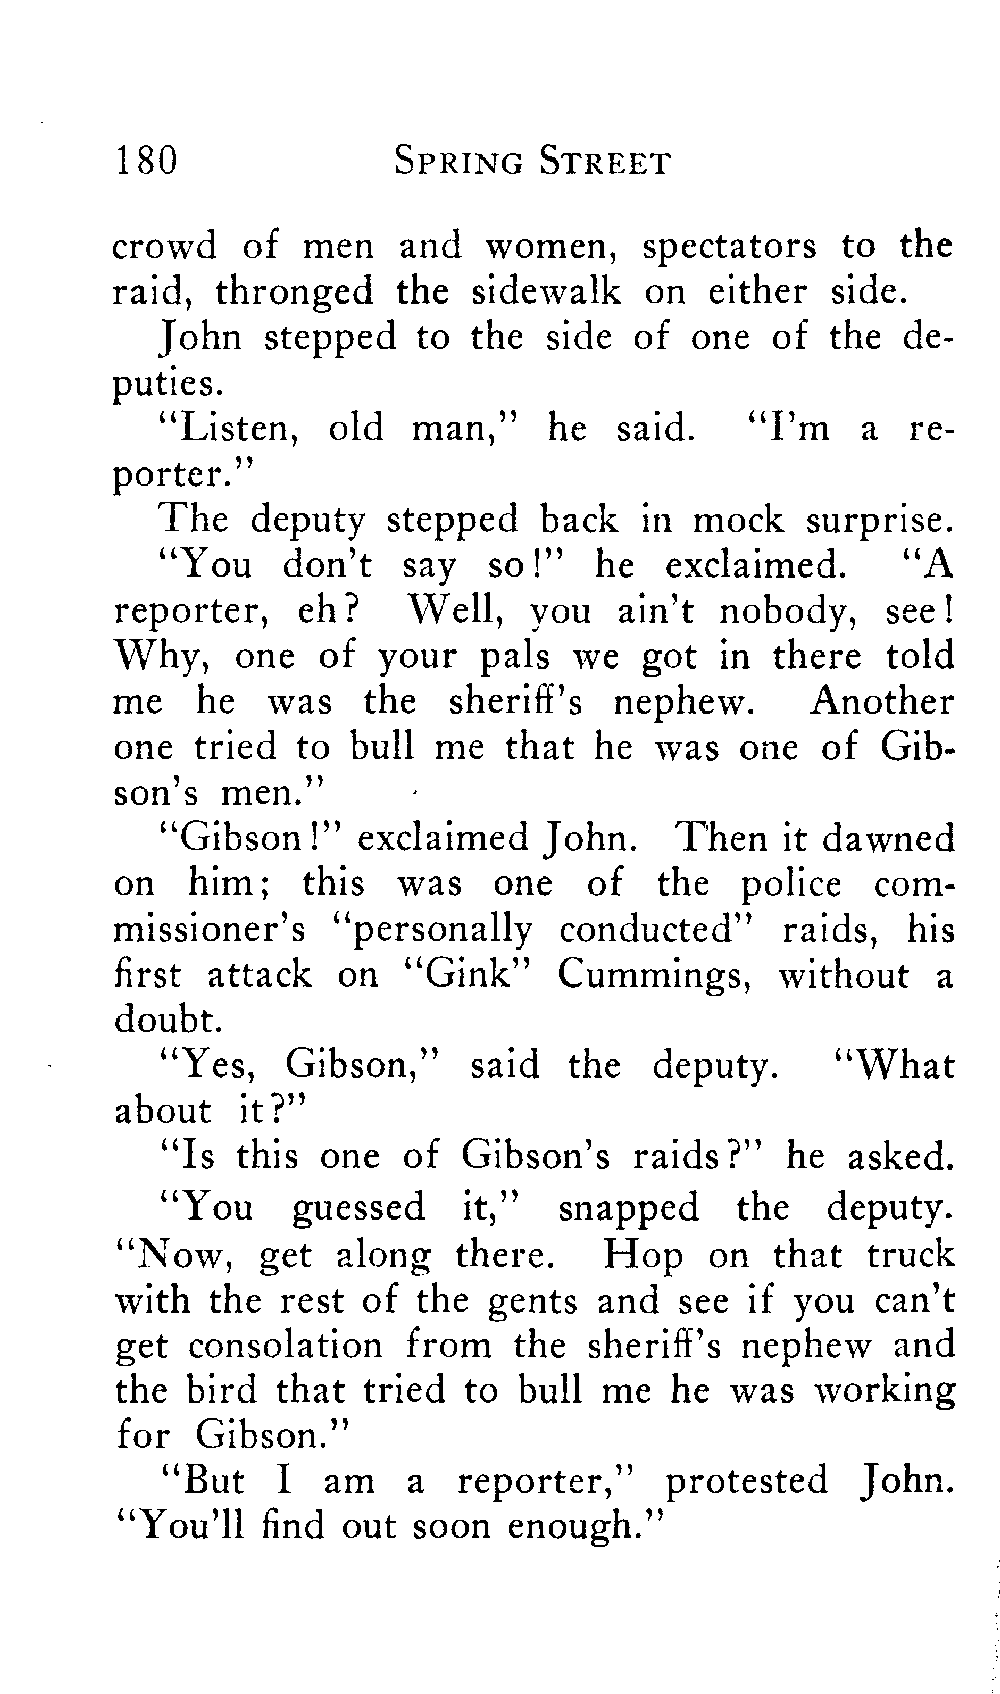 180 SPRING STREET
crowd of men and women, spectators to the
raid, thronged the sidewalk on either side.
John stepped to the side of one of the de-
puties.
“Listen, old man,” he said. “I’m a re-
porter.”
The deputy stepped back in mock surprise.
“You don’t say so!” he exclaimed. “A
reporter, eh? Well, you ain’t nobody, see!
Why, one of your pals we got in there told
me he was the sheriff’s nephew. Another
one tried to bull me that he was one of Gib-
son’s men.”
“Gibson!” exclaimed John. Then it dawned
on him; this was one of the police com-
missioner’s “personally conducted” raids, his
first attack on “Gink” Cummings, without a
doubt.
“Yes, Gibson,” said the deputy. “What
about it?”
“Is this one of Gibson’s raids?” he asked.
“You guessed it,” snapped the deputy.
“Now, get along there. Hop on that truck
with the rest of the gents and see if you can’t
get consolation from the sheriff’s nephew and
the bird that tried to bull me he was working
for Gibson.”
“But I am a reporter,” protested John.
“You’ll find out soon enough.”